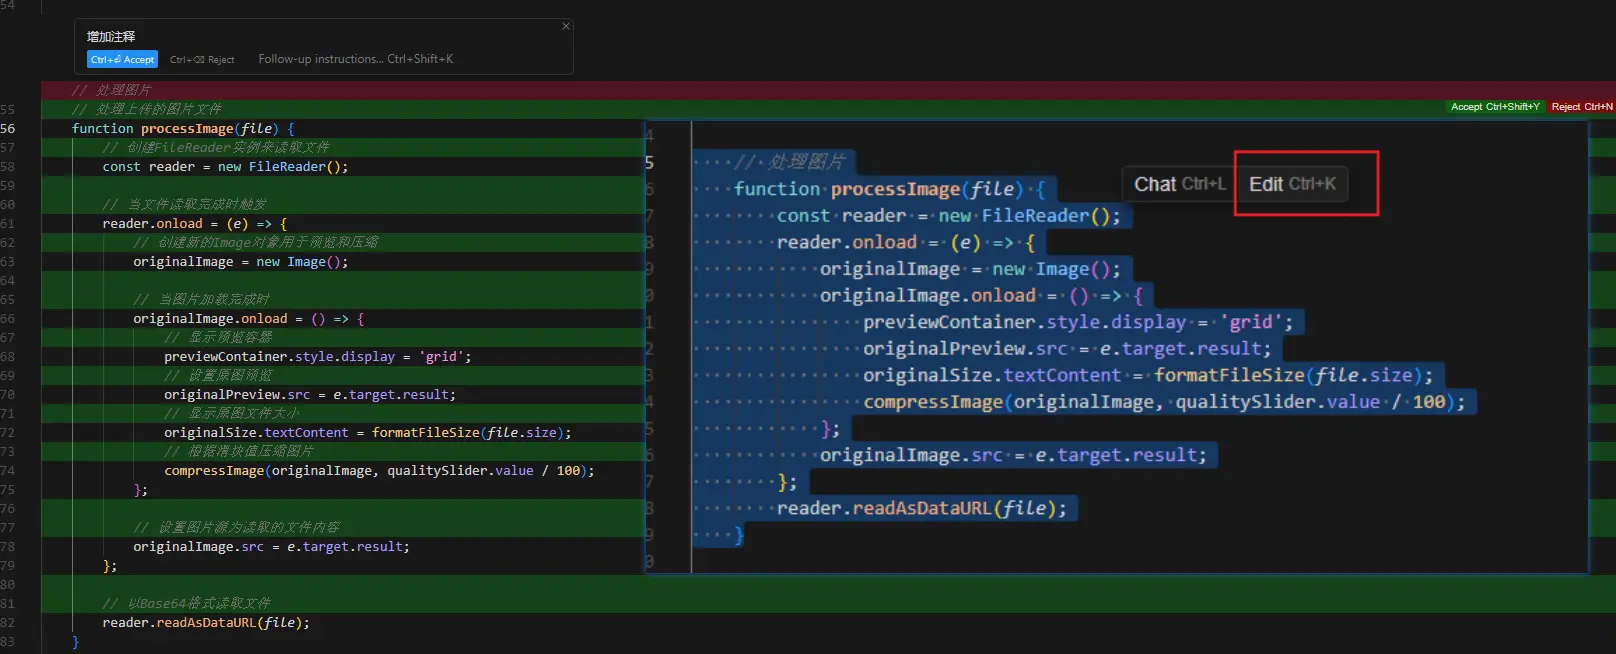 54
增加注释
Ctrl+⏎ Accept Ctrl+⌫ Reject Follow-up instructions... Ctrl+Shift+K
// 处理图片
55 // 处理上传的图片文件
Accept Ctrl+Shift+Y Reject Ctrl+N
56 function processImage(file) {
57 // 创建FileReader实例来读取文件
58 const reader = new FileReader();
59
60 // 当文件读取完成时触发
61 reader.onload = (e) => {
62 // 创建新的Image对象用于预览和压缩
63 originalImage = new Image();
64
65 // 当图片加载完成时
66 originalImage.onload = () => {
67 // 显示预览容器
68 previewContainer.style.display = 'grid';
69 // 设置原图预览
70 originalPreview.src = e.target.result;
71 // 显示原图文件大小
72 originalSize.textContent = formatFileSize(file.size);
73 // 根据滑块值压缩图片
74 compressImage(originalImage, qualitySlider.value / 100);
75 };
76
77 // 设置图片源为读取的文件内容
78 originalImage.src = e.target.result;
79 };
80
81 // 以Base64格式读取文件
82 reader.readAsDataURL(file);
83 }
4
5 // 处理图片
Chat Ctrl+L Edit Ctrl+K
6 function processImage(file) {
7 const reader = new FileReader();
8 reader.onload = (e) => {
9 originalImage = new Image();
0 originalImage.onload = () => {
1 previewContainer.style.display = 'grid';
2 originalPreview.src = e.target.result;
3 originalSize.textContent = formatFileSize(file.size);
4 compressImage(originalImage, qualitySlider.value / 100);
5 };
6 originalImage.src = e.target.result;
7 };
8 reader.readAsDataURL(file);
9 }
0